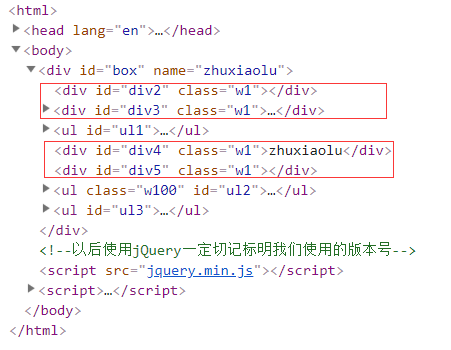 <html>
<head lang="en">…</head>
<body>
<div id="box" name="zhuxiaolu">
<div id="div2" class="w1"></div>
<div id="div3" class="w1">…</div>
<ul id="ul1">…</ul>
<div id="div4" class="w1">zhuxiaolu</div>
<div id="div5" class="w1"></div>
<ul class="w100" id="ul2">…</ul>
<ul id="ul3">…</ul>
</div>
<!--以后使用jQuery一定切记标明我们使用的版本号-->
<script src="jquery.min.js"></script>
<script>…</script>
</body>
</html>